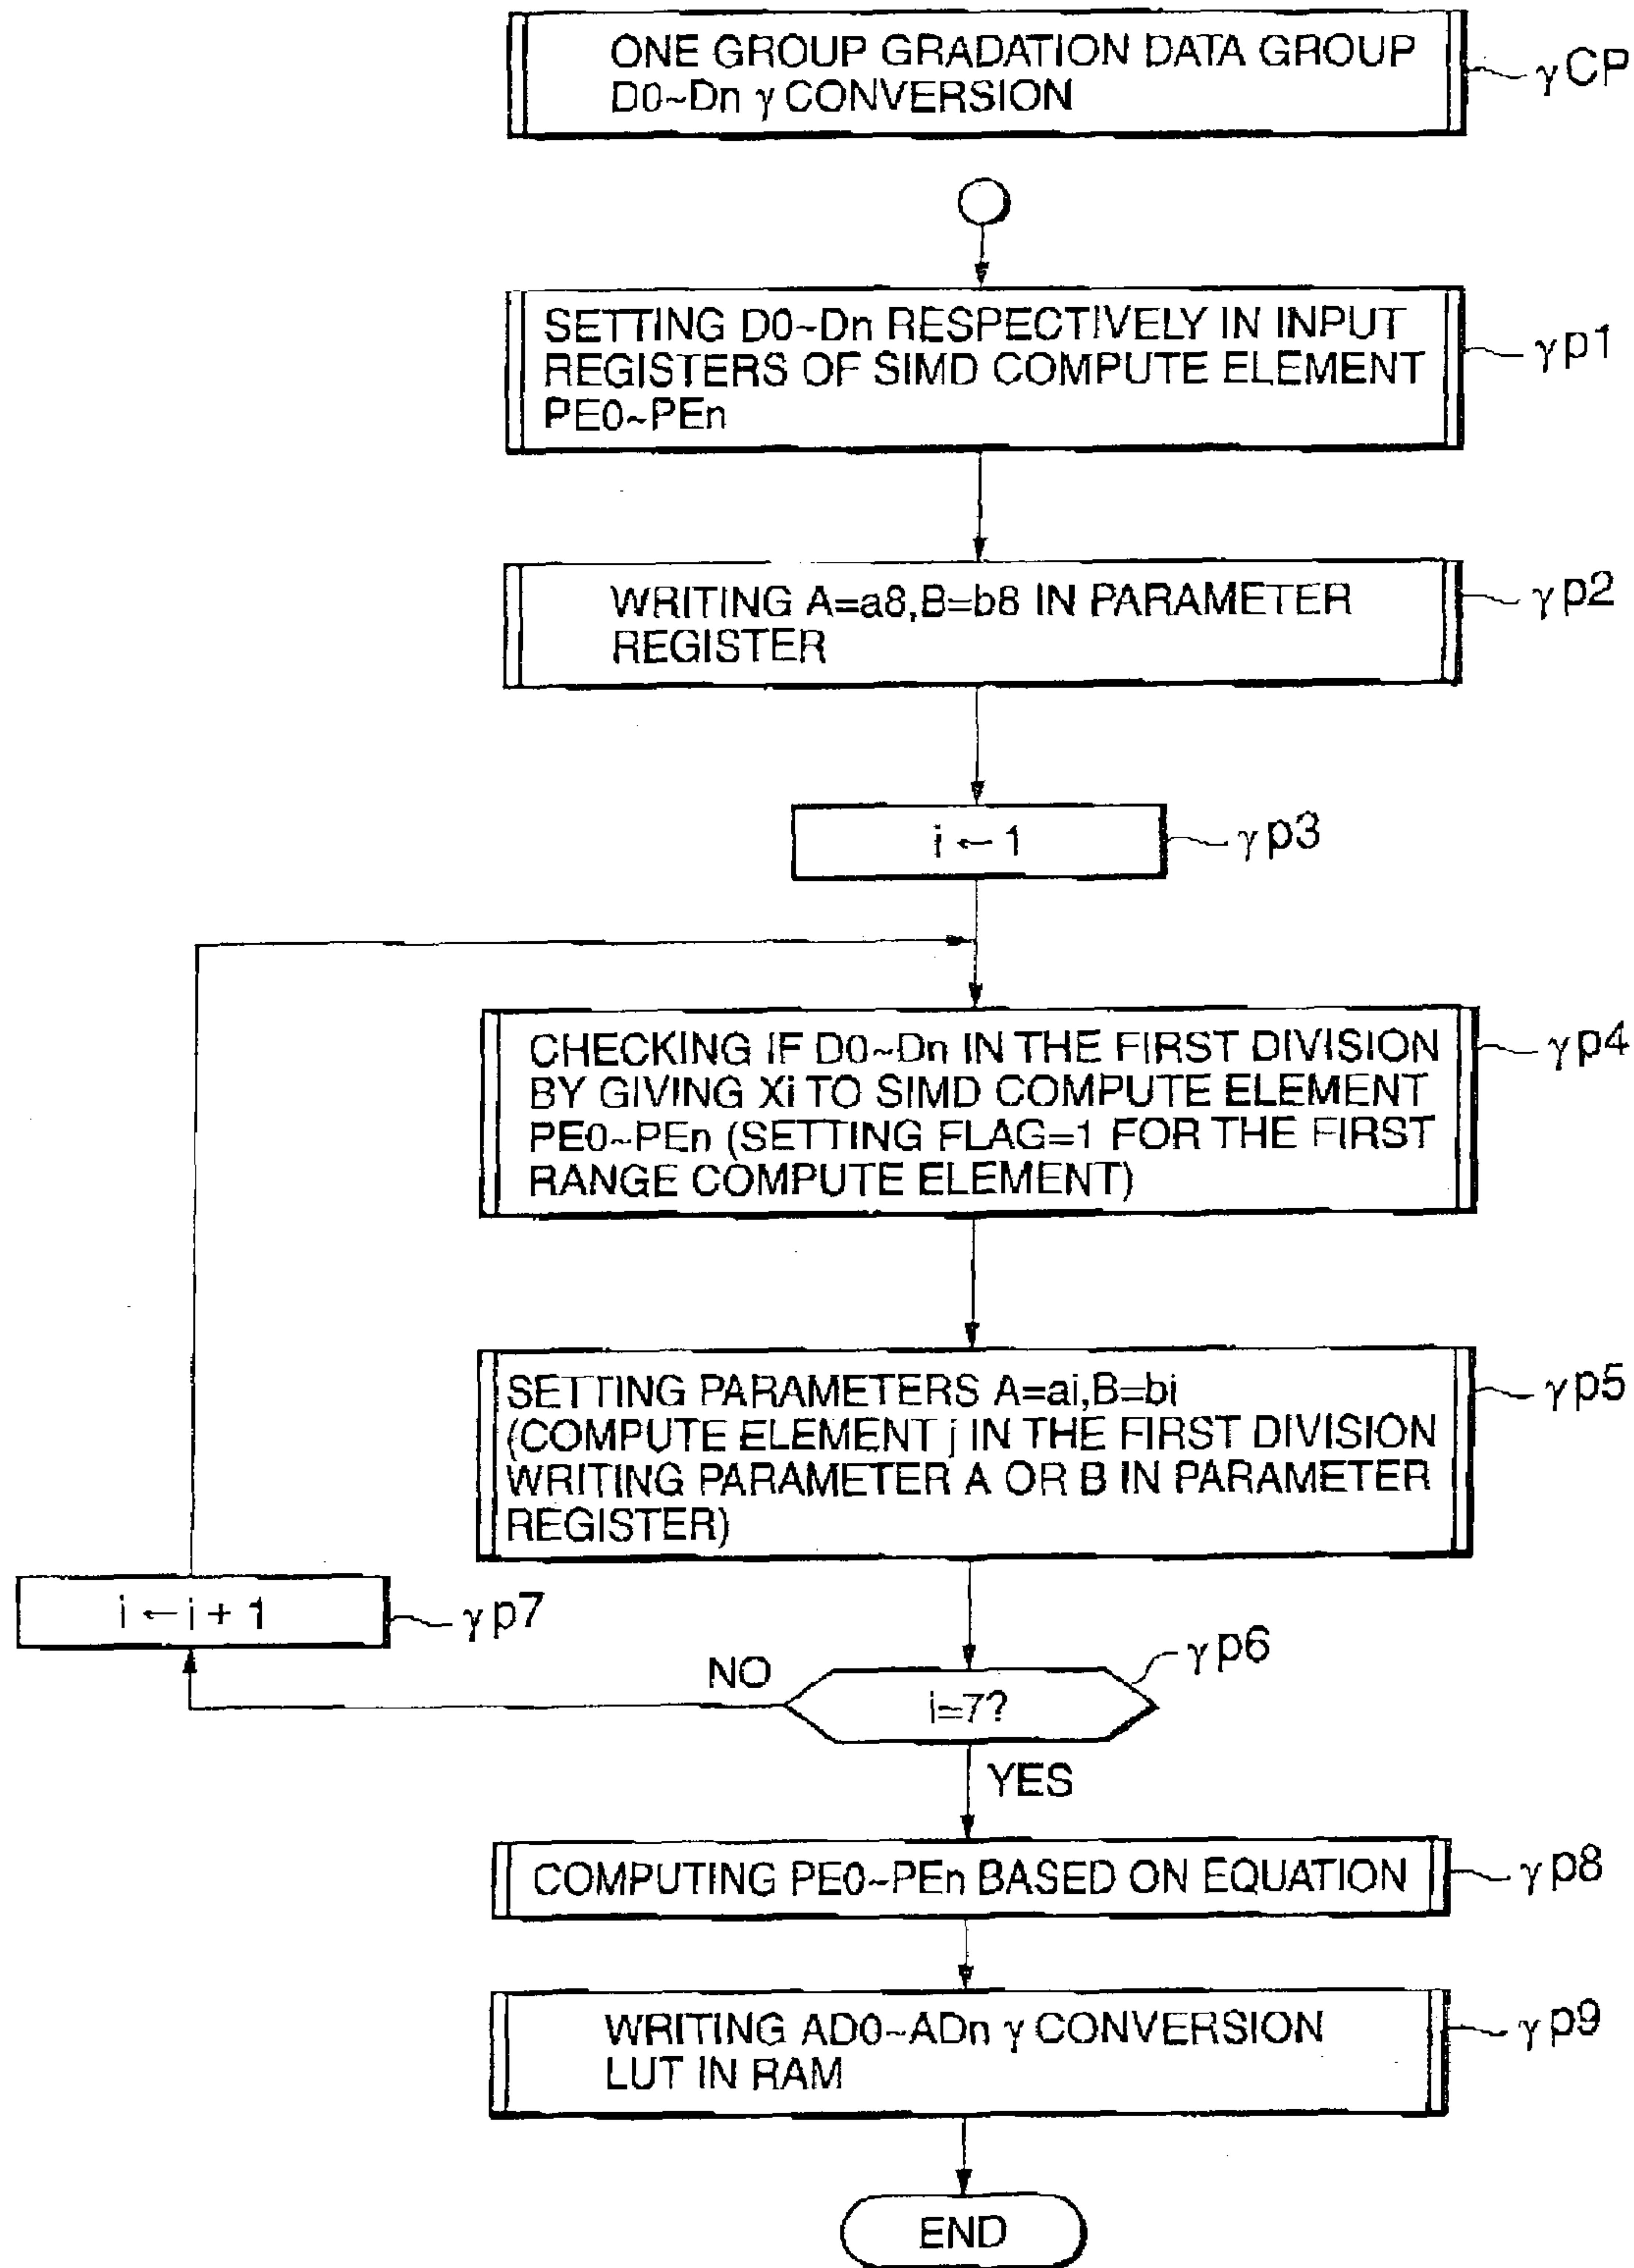 ONE GROUP GRADATION DATA GROUP
D0~Dn γ CONVERSION
γCP
SETTING D0~Dn RESPECTIVELY IN INPUT
REGISTERS OF SIMD COMPUTE ELEMENT
PE0~PEn
γp1
WRITING A=a8,B=b8 IN PARAMETER
REGISTER
γp2
i ← 1
γp3
CHECKING IF D0~Dn IN THE FIRST DIVISION
BY GIVING Xi TO SIMD COMPUTE ELEMENT
PE0~PEn (SETTING FLAG=1 FOR THE FIRST
RANGE COMPUTE ELEMENT)
γp4
SETTING PARAMETERS A=ai,B=bi
(COMPUTE ELEMENT j IN THE FIRST DIVISION
WRITING PARAMETER A OR B IN PARAMETER
REGISTER)
γp5
i ← i + 1
γp7
NO
γp6
i=7?
YES
COMPUTING PE0~PEn BASED ON EQUATION
γp8
WRITING AD0~ADn γ CONVERSION
LUT IN RAM
γp9
END